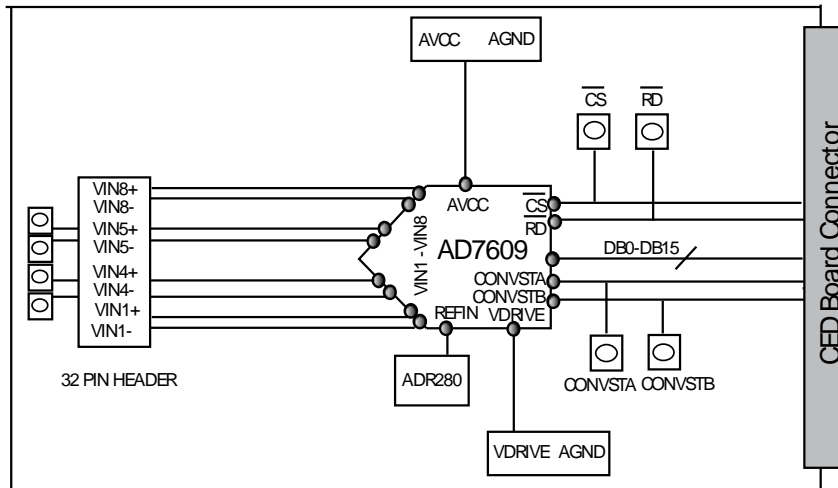 AVCC AGND
CS RD
VIN8+
VIN8-
VIN5+
VIN5-
VIN4+
VIN4-
VIN1+
VIN1-
32 PIN HEADER
AVCC
VIN1 - VIN8
AD7609
CS
RD
CONVSTA
CONVSTB
REFIN
VDRIVE
DB0-DB15
ADR280
CONVSTA CONVSTB
VDRIVE AGND
CED Board Connector